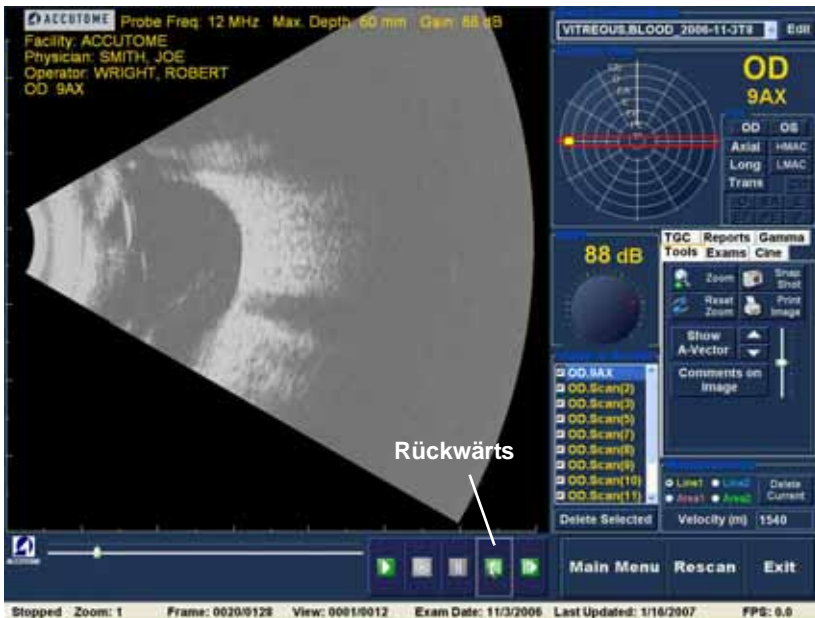 ACCUTOME Probe Freq: 12 MHz Max. Depth: 60 mm Gain: 88 dB
Facility: ACCUTOME
Physician: SMITH, JOE
Operator: WRIGHT, ROBERT
OD 9AX
VITREOUS,BLOOD_2006-11-3T8 Edit
OD
9AX
OD OS
Axial HMAC
Long LMAC
Trans
88 dB
TGC Reports Gamma
Tools Exams Cine
Zoom Snap Shot
Reset Zoom Print Image
Show A-Vector
Comments on Image
OD.9AX
OD.Scan(2)
OD.Scan(3)
OD.Scan(5)
OD.Scan(7)
OD.Scan(8)
OD.Scan(9)
OD.Scan(10)
OD.Scan(11)
Line1 Line2 Delete Current
Area1 Area2
Delete Selected Velocity (m) 1540
Rückwärts
ACCUTOME
Main Menu Rescan Exit
Stopped Zoom: 1 Frame: 0020/0128 View: 0001/0012 Exam Date: 11/3/2006 Last Updated: 1/16/2007 FPS: 0.0